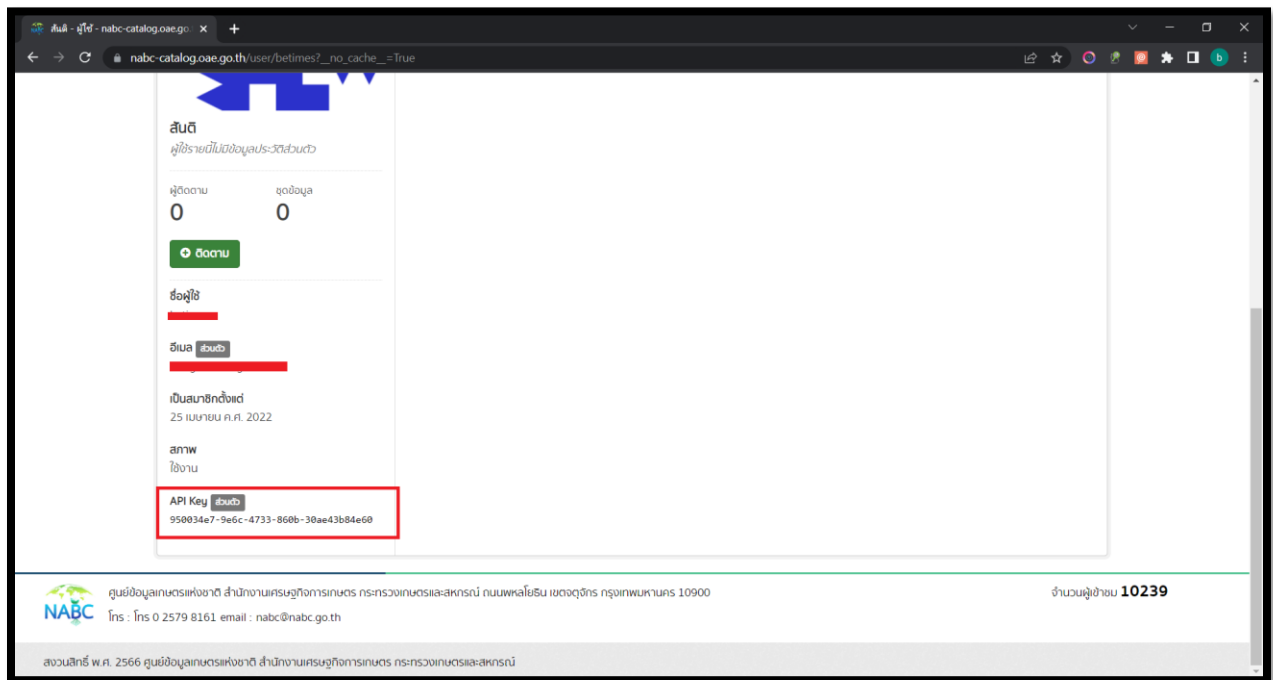 สันติ - ผู้ใช้ - nabc-catalog.oae.go.
nabc-catalog.oae.go.th/user/betimes?__no_cache__=True
b
สันติ
ผู้ใช้รายนี้ไม่มีข้อมูลประวัติส่วนตัว
ผู้ติดตาม ชุดข้อมูล
0 0
ติดตาม
ชื่อผู้ใช้
อีเมล ส่วนตัว
เป็นสมาชิกตั้งแต่
25 เมษายน ค.ศ. 2022
สภาพ
ใช้งาน
API Key ส่วนตัว
950034e7-9e6c-4733-860b-30ae43b84e60
NABC
ศูนย์ข้อมูลเกษตรแห่งชาติ สำนักงานเศรษฐกิจการเกษตร กระทรวงเกษตรและสหกรณ์ ถนนพหลโยธิน เขตจตุจักร กรุงเทพมหานคร 10900
โทร : โทร 0 2579 8161 email : nabc@nabc.go.th
จำนวนผู้เข้าชม 10239
สงวนสิทธิ์ พ.ศ. 2566 ศูนย์ข้อมูลเกษตรแห่งชาติ สำนักงานเศรษฐกิจการเกษตร กระทรวงเกษตรและสหกรณ์